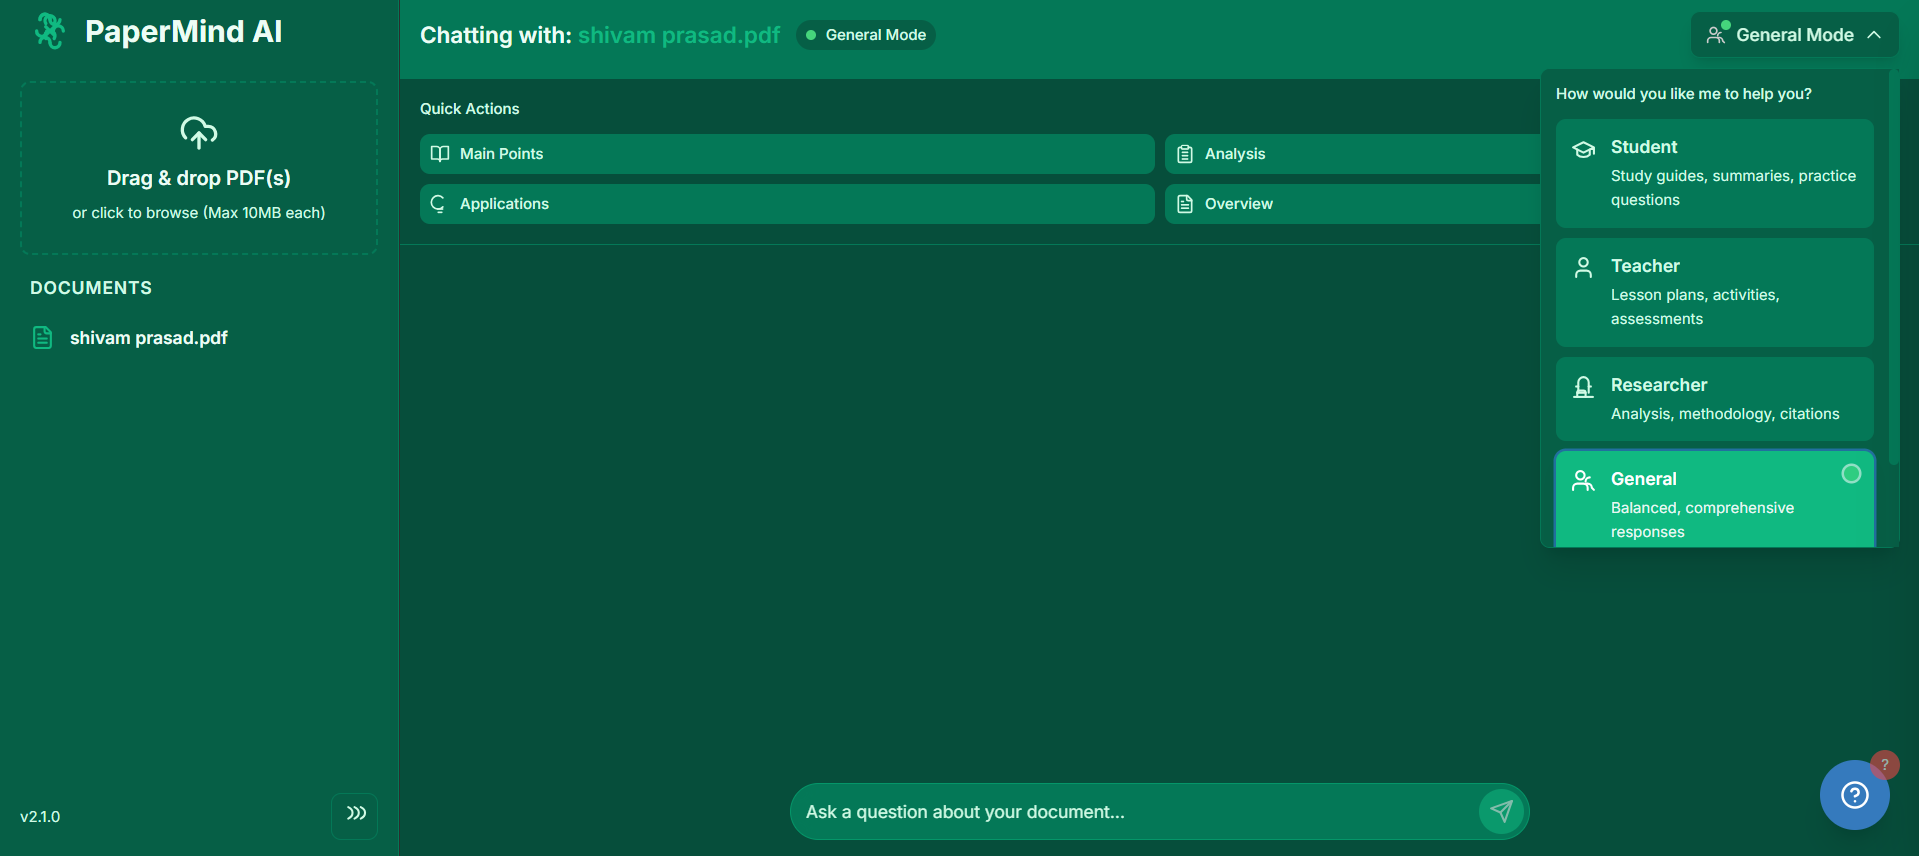 PaperMind AI
Drag & drop PDF(s)
or click to browse (Max 10MB each)
DOCUMENTS
shivam prasad.pdf
v2.1.0
Chatting with: shivam prasad.pdf
General Mode
General Mode
Quick Actions
Main Points
Analysis
Applications
Overview
How would you like me to help you?
Student
Study guides, summaries, practice
questions
Teacher
Lesson plans, activities,
assessments
Researcher
Analysis, methodology, citations
General
Balanced, comprehensive
responses
Ask a question about your document...
?
?